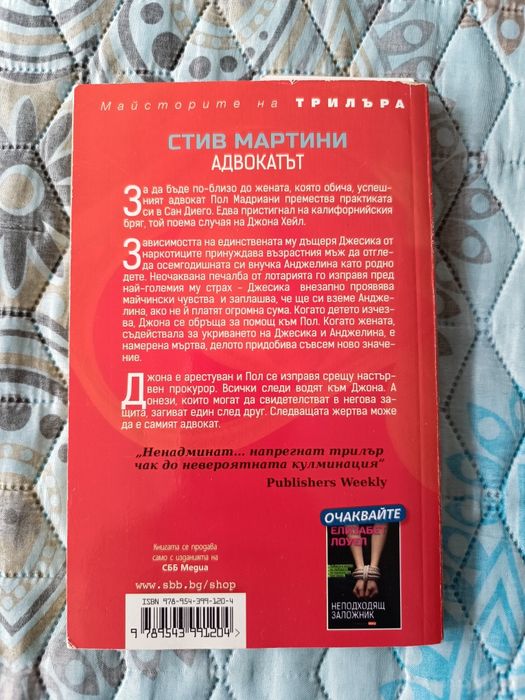 Майсторите на ТРИЛЪРА
СТИВ МАРТИНИ
АДВОКАТЪТ
За да бъде по-близо до жената, която обича, успеш-
ният адвокат Пол Мадриани премества практиката
си в Сан Диего. Едва пристигнал на калифорнийския
бряг, той поема случая на Джона Хейл.
Зависимостта на единствената му дъщеря Джесика от
наркотиците принуждава възрастния мъж да отгле-
да осемгодишната си внучка Анджелина като родно
дете. Неочаквана печалба от лотарията го изправя пред
най-големия му страх - Джесика внезапно проявява
майчински чувства и заплашва, че ще си вземе Андже-
лина, ако не й платят огромна сума. Когато детето изчез-
ва, Джона се обръща за помощ към Пол. Когато жената,
съдействала за укриването на Джесика и Анджелина, е
намерена мъртва, делото придобива съвсем ново значе-
ние.
Джона е арестуван и Пол се изправя срещу настър-
вен прокурор. Всички следи водят към Джона. А
онези, които могат да свидетелстват в негова за-
щита, загиват един след друг. Следващата жертва може
да е самият адвокат.
„Ненадминат... напрегнат трилър
чак до невероятната кулминация“
Publishers Weekly
ОЧАКВАЙТЕ
ЕЛИЗАБЕТ
ЛОУЕЛ
НЕПОДХОДЯЩ
ЗАЛОЖНИК
Книгата се продава
само с изданията на
СББ Медиа
www.sbb.bg/shop
ISBN 978-954-399-120-4
9 789543 991204